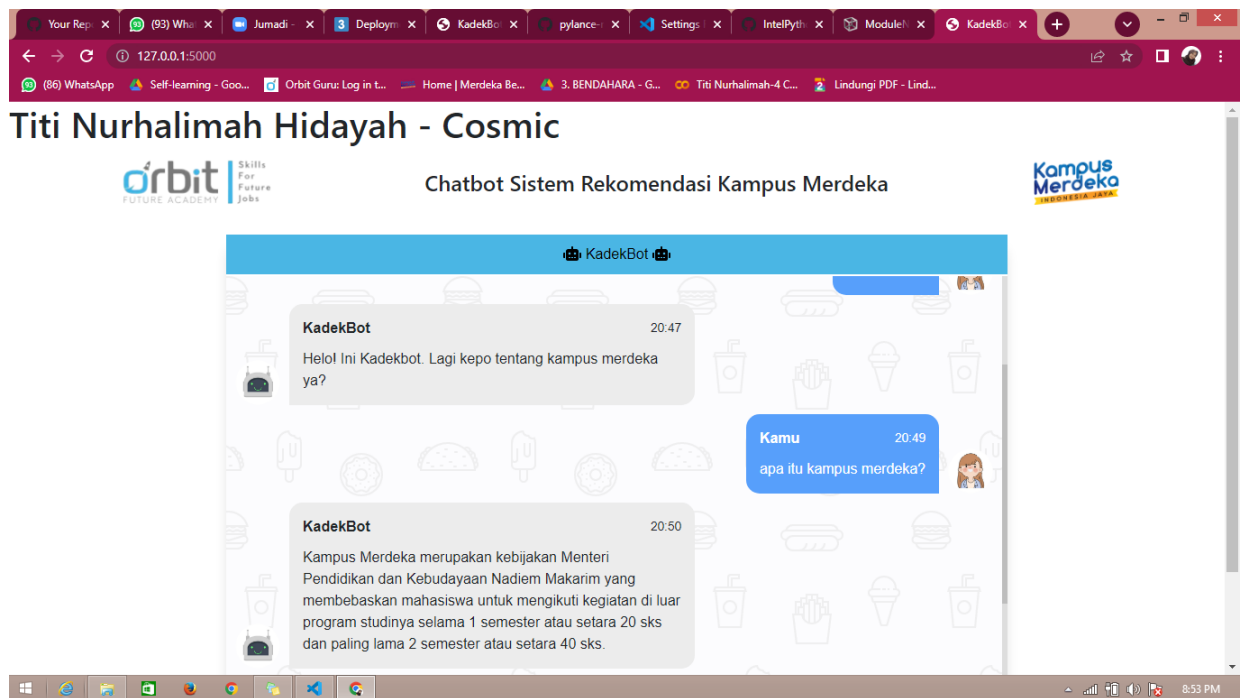 Your Rep
(93) What
Jumadi -
Deploym
KadekBot
pylance-
Settings
IntelPyth
ModuleN
KadekBot
127.0.0.1:5000
(86) WhatsApp
Self-learning - Goo...
Orbit Guru: Log in t...
Home | Merdeka Be...
3. BENDAHARA - G...
Titi Nurhalimah-4 C...
Lindungi PDF - Lind...
Titi Nurhalimah Hidayah - Cosmic
orbit
FUTURE ACADEMY
Skills
For
Future
Jobs
Chatbot Sistem Rekomendasi Kampus Merdeka
Kampus
Merdeka
INDONESIA JAYA
KadekBot
KadekBot 20:47
Helo! Ini Kadekbot. Lagi kepo tentang kampus merdeka
ya?
Kamu 20:49
apa itu kampus merdeka?
KadekBot 20:50
Kampus Merdeka merupakan kebijakan Menteri
Pendidikan dan Kebudayaan Nadiem Makarim yang
membebaskan mahasiswa untuk mengikuti kegiatan di luar
program studinya selama 1 semester atau setara 20 sks
dan paling lama 2 semester atau setara 40 sks.
8:53 PM